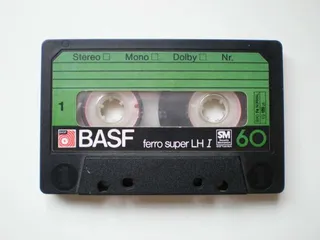 Stereo Mono Dolby Nr.
1
BASF ferro super LH I SM 60